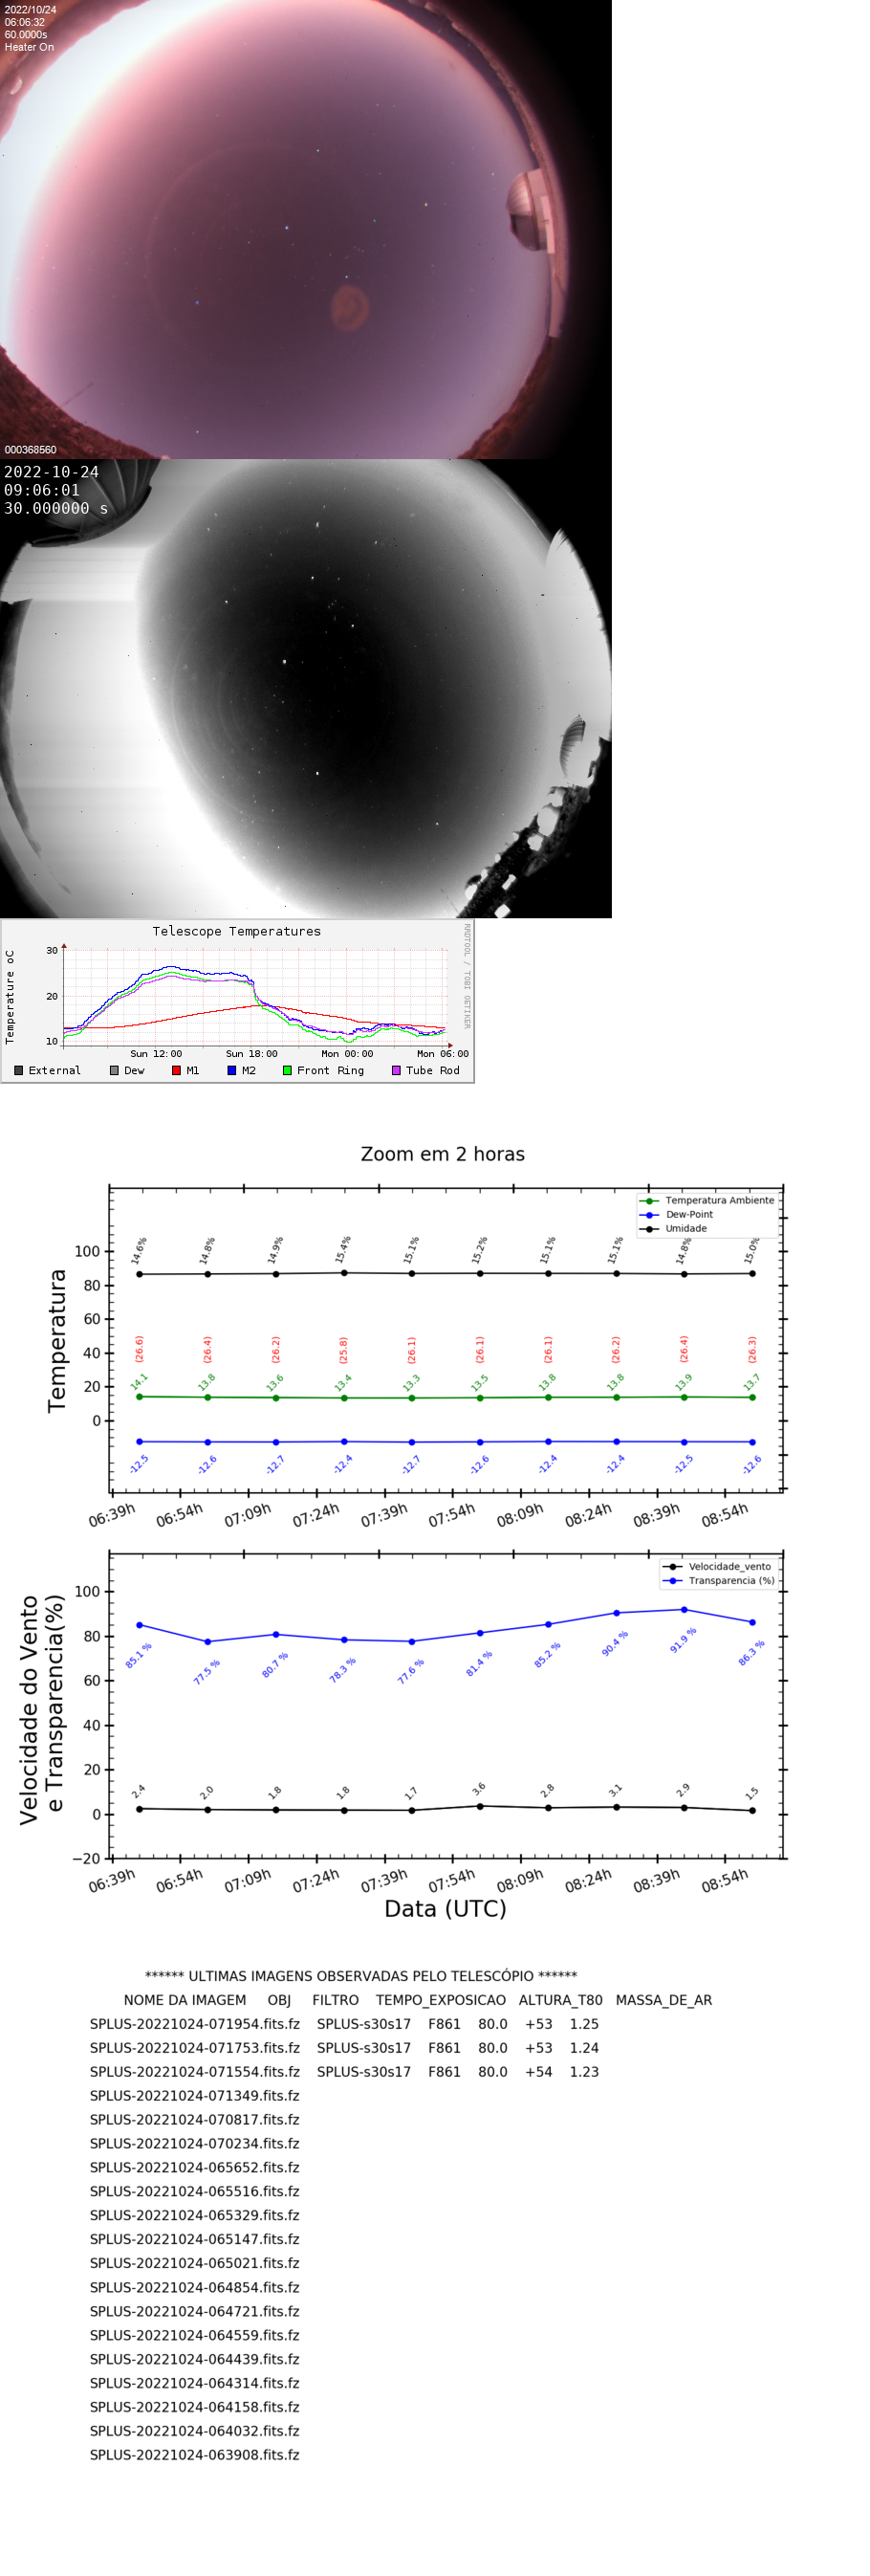 2022/10/24
06:06:32
60.0000s
Heater On
000368560
2022-10-24
09:06:01
30.000000 s
Telescope Temperatures
RRDTOOL / TOBI OETIKER
Temperature oC
30
20
10
Sun 12:00 Sun 18:00 Mon 00:00 Mon 06:00
External Dew M1 M2 Front Ring Tube Rod
Zoom em 2 horas
Temperatura
Temperatura Ambiente
Dew-Point
Umidade
100
80
60
40
20
0
14.6% 14.8% 14.9% 15.4% 15.1% 15.2% 15.1% 15.1% 14.8% 15.0%
(26.6) (26.4) (26.2) (25.8) (26.1) (26.1) (26.1) (26.2) (26.4) (26.3)
14.1 13.8 13.6 13.4 13.3 13.5 13.8 13.8 13.9 13.7
-12.5 -12.6 -12.7 -12.4 -12.7 -12.6 -12.4 -12.4 -12.5 -12.6
06:39h 06:54h 07:09h 07:24h 07:39h 07:54h 08:09h 08:24h 08:39h 08:54h
Velocidade do Vento
e Transparencia(%)
Velocidade_vento
Transparencia (%)
100
80
60
40
20
0
−20
85.1 % 77.5 % 80.7 % 78.3 % 77.6 % 81.4 % 85.2 % 90.4 % 91.9 % 86.3 %
2.4 2.0 1.8 1.8 1.7 3.6 2.8 3.1 2.9 1.5
06:39h 06:54h 07:09h 07:24h 07:39h 07:54h 08:09h 08:24h 08:39h 08:54h
Data (UTC)
****** ULTIMAS IMAGENS OBSERVADAS PELO TELESCÓPIO ******
NOME DA IMAGEM OBJ FILTRO TEMPO_EXPOSICAO ALTURA_T80 MASSA_DE_AR
SPLUS-20221024-071954.fits.fz SPLUS-s30s17 F861 80.0 +53 1.25
SPLUS-20221024-071753.fits.fz SPLUS-s30s17 F861 80.0 +53 1.24
SPLUS-20221024-071554.fits.fz SPLUS-s30s17 F861 80.0 +54 1.23
SPLUS-20221024-071349.fits.fz
SPLUS-20221024-070817.fits.fz
SPLUS-20221024-070234.fits.fz
SPLUS-20221024-065652.fits.fz
SPLUS-20221024-065516.fits.fz
SPLUS-20221024-065329.fits.fz
SPLUS-20221024-065147.fits.fz
SPLUS-20221024-065021.fits.fz
SPLUS-20221024-064854.fits.fz
SPLUS-20221024-064721.fits.fz
SPLUS-20221024-064559.fits.fz
SPLUS-20221024-064439.fits.fz
SPLUS-20221024-064314.fits.fz
SPLUS-20221024-064158.fits.fz
SPLUS-20221024-064032.fits.fz
SPLUS-20221024-063908.fits.fz